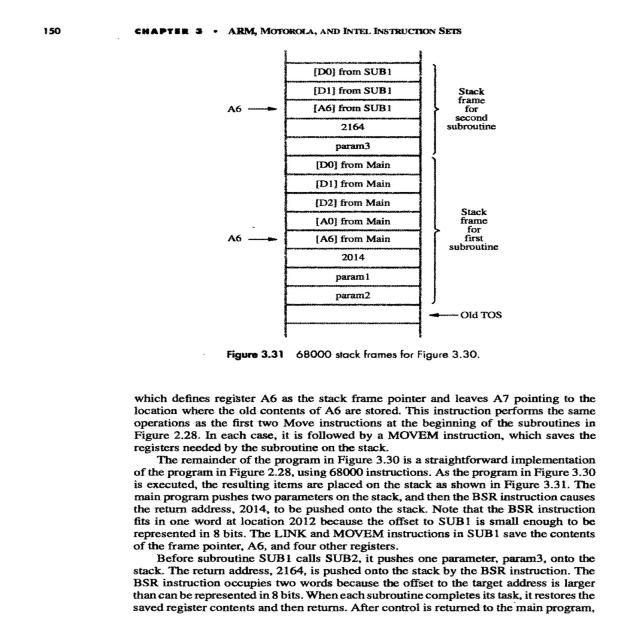 150
CHAPTER 3 • ARM, MOTOROLA, AND INTEL INSTRUCTION SETS
[D0] from SUB1
[D1] from SUB1
A6
[A6] from SUB1
2164
param3
Stack
frame
for
second
subroutine
[D0] from Main
[D1] from Main
[D2] from Main
[A0] from Main
A6
[A6] from Main
2014
param1
param2
Stack
frame
for
first
subroutine
Old TOS
Figure 3.31 68000 stack frames for Figure 3.30.
which defines register A6 as the stack frame pointer and leaves A7 pointing to the
location where the old contents of A6 are stored. This instruction performs the same
operations as the first two Move instructions at the beginning of the subroutines in
Figure 2.28. In each case, it is followed by a MOVEM instruction, which saves the
registers needed by the subroutine on the stack.
The remainder of the program in Figure 3.30 is a straightforward implementation
of the program in Figure 2.28, using 68000 instructions. As the program in Figure 3.30
is executed, the resulting items are placed on the stack as shown in Figure 3.31. The
main program pushes two parameters on the stack, and then the BSR instruction causes
the return address, 2014, to be pushed onto the stack. Note that the BSR instruction
fits in one word at location 2012 because the offset to SUB1 is small enough to be
represented in 8 bits. The LINK and MOVEM instructions in SUB1 save the contents
of the frame pointer, A6, and four other registers.
Before subroutine SUB1 calls SUB2, it pushes one parameter, param3, onto the
stack. The return address, 2164, is pushed onto the stack by the BSR instruction. The
BSR instruction occupies two words because the offset to the target address is larger
than can be represented in 8 bits. When each subroutine completes its task, it restores the
saved register contents and then returns. After control is returned to the main program,